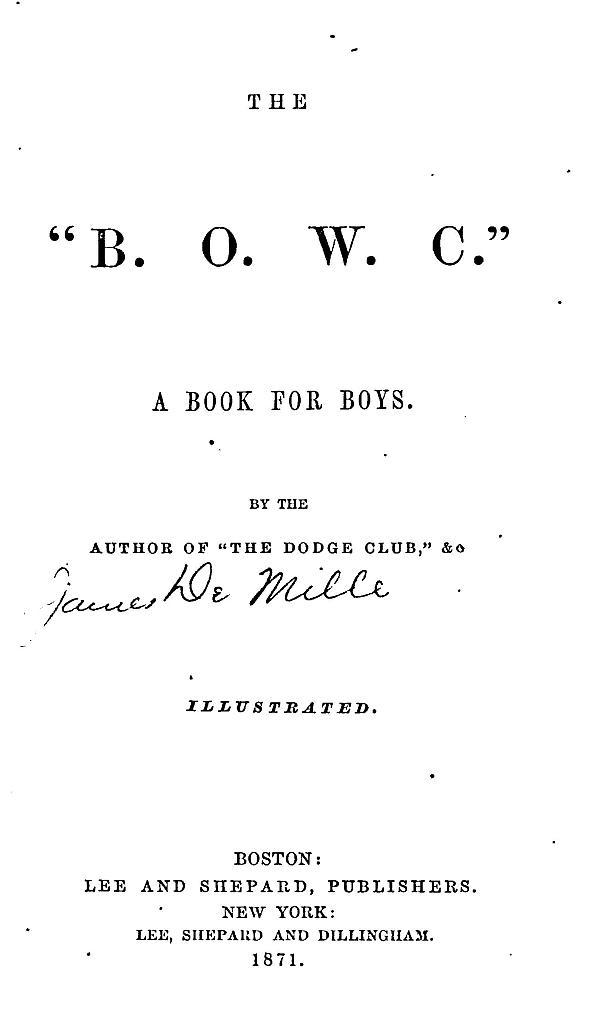 THE
“B. O. W. C.”
A BOOK FOR BOYS.
BY THE
AUTHOR OF “THE DODGE CLUB,” &c
James De Mille
ILLUSTRATED.
BOSTON:
LEE AND SHEPARD, PUBLISHERS.
NEW YORK:
LEE, SHEPARD AND DILLINGHAM.
1871.